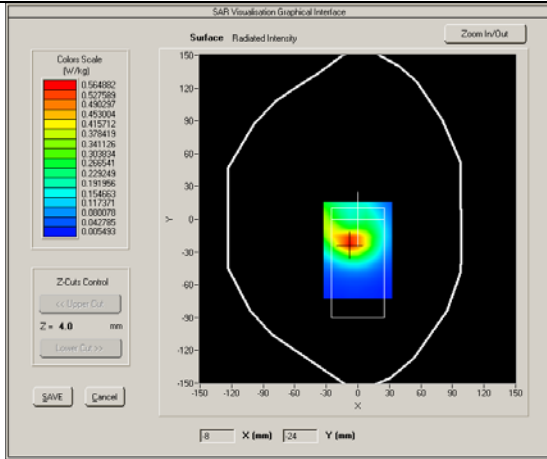 SAR Visualisation Graphical Interface
Surface Radiated Intensity
Zoom In/Out
Colors Scale
(W/kg)
0.564882
0.527589
0.490297
0.453004
0.415712
0.378419
0.341126
0.303834
0.266541
0.229249
0.191956
0.154663
0.117371
0.080078
0.042785
0.005493
150-
120-
90-
60-
30-
Y
0-
-30-
-60-
-90-
-120-
-150-
-150 -120 -90 -60 -30 0 30 60 90 120 150
X
Z-Cuts Control
<< Upper Cut
Z = 4.0 mm
Lower Cut >>
SAVE Cancel
-8 X (mm) -24 Y (mm)